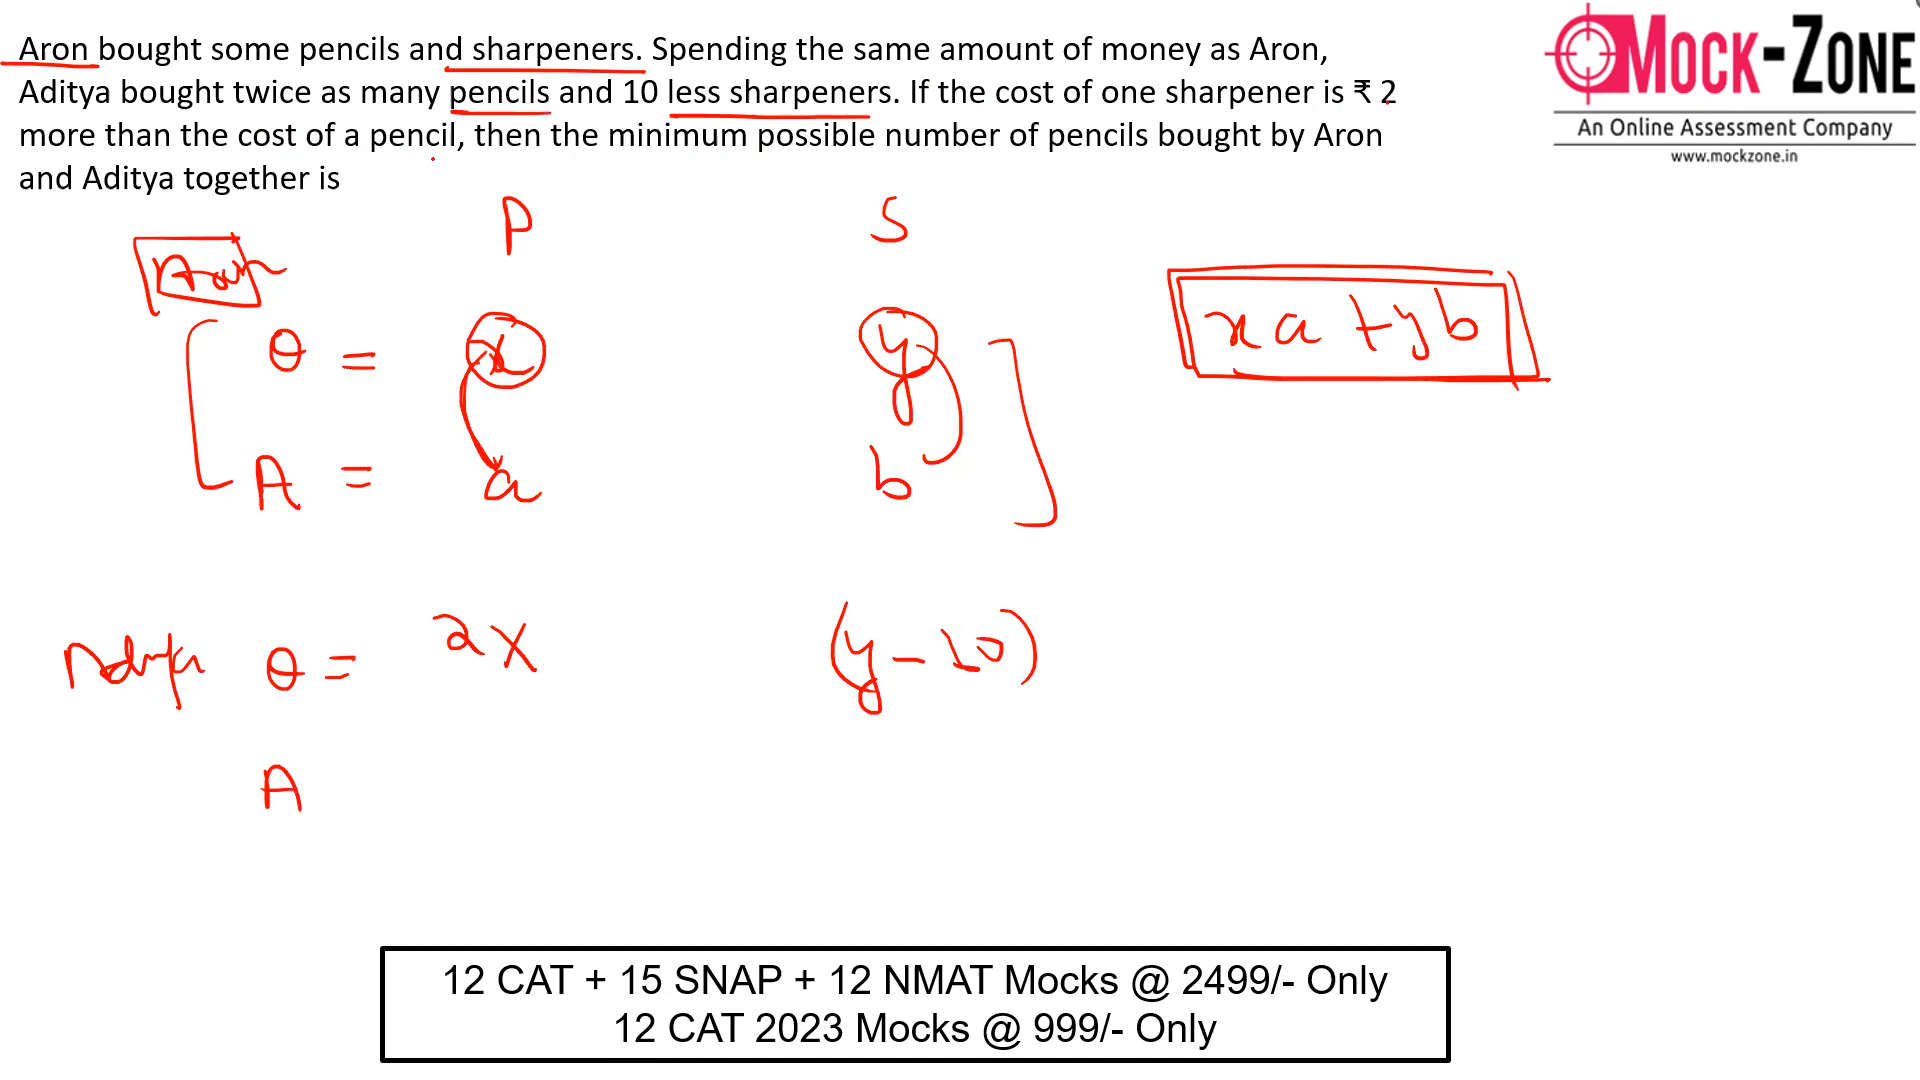 Aron bought some pencils and sharpeners. Spending the same amount of money as Aron,
Aditya bought twice as many pencils and 10 less sharpeners. If the cost of one sharpener is ₹ 2
more than the cost of a pencil, then the minimum possible number of pencils bought by Aron
and Aditya together is
MOCK-ZONE
An Online Assessment Company
www.mockzone.in
P S
Aron
θ = x y
xa + yb
A = a b
θ = 2x (y - 10)
A
12 CAT + 15 SNAP + 12 NMAT Mocks @ 2499/- Only
12 CAT 2023 Mocks @ 999/- Only